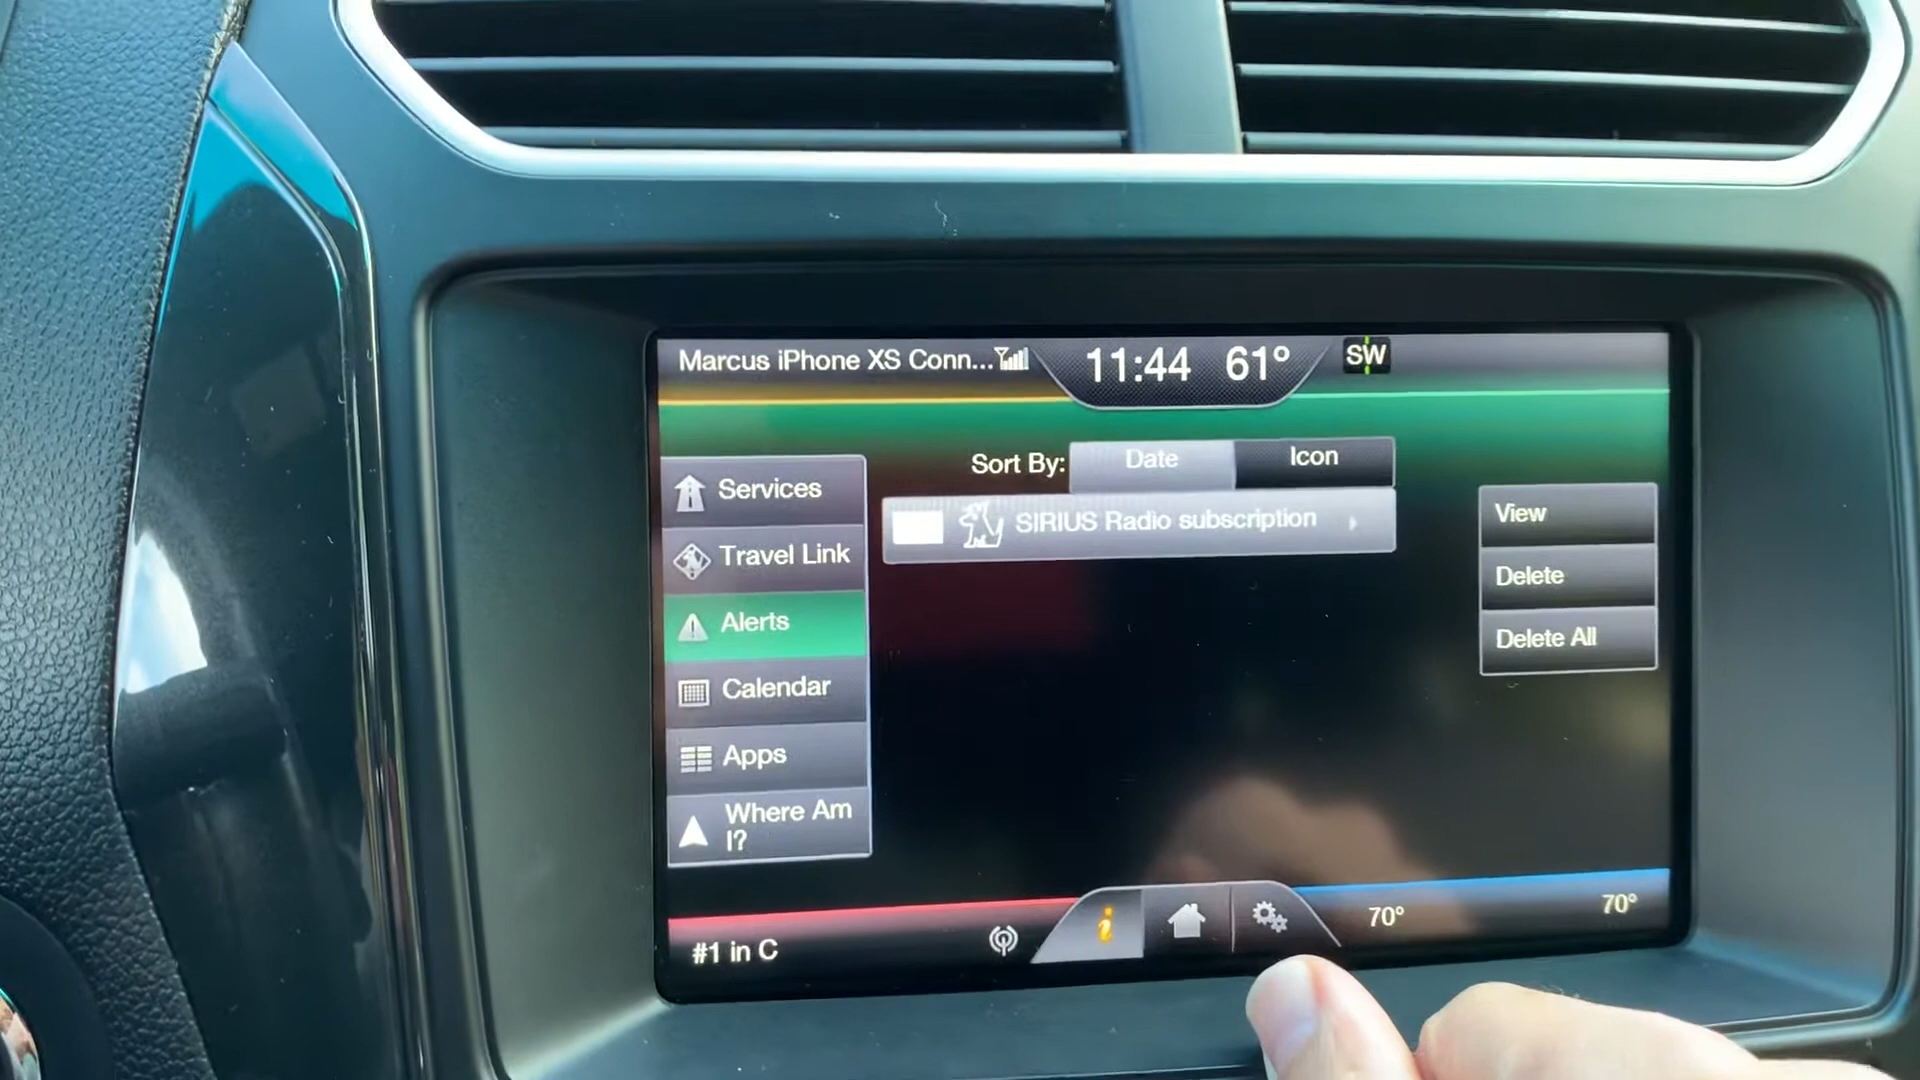 Marcus iPhone XS Conn...
11:44 61°
SW
Sort By: Date Icon
Services
SIRIUS Radio subscription
View
Travel Link
Delete
Alerts
Delete All
Calendar
Apps
Where Am
I?
#1 in C
i
70°
70°